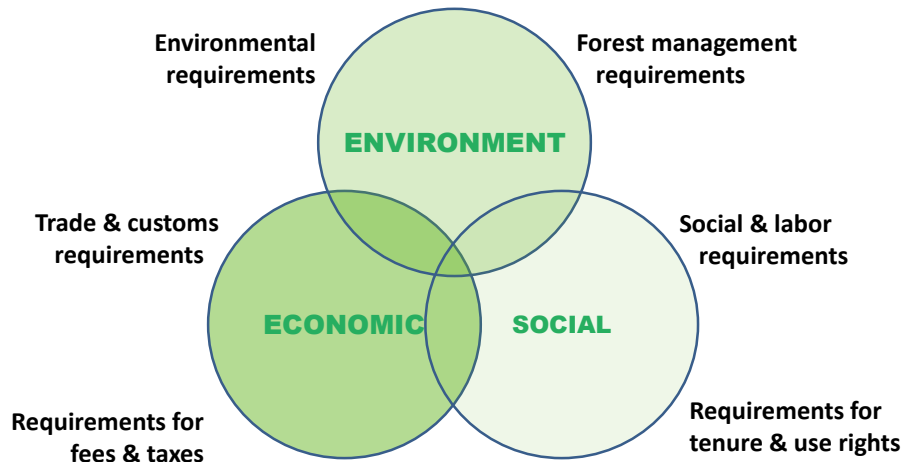 Environmental
requirements
Forest management
requirements
ENVIRONMENT
Trade & customs
requirements
Social & labor
requirements
ECONOMIC
SOCIAL
Requirements for
fees & taxes
Requirements for
tenure & use rights